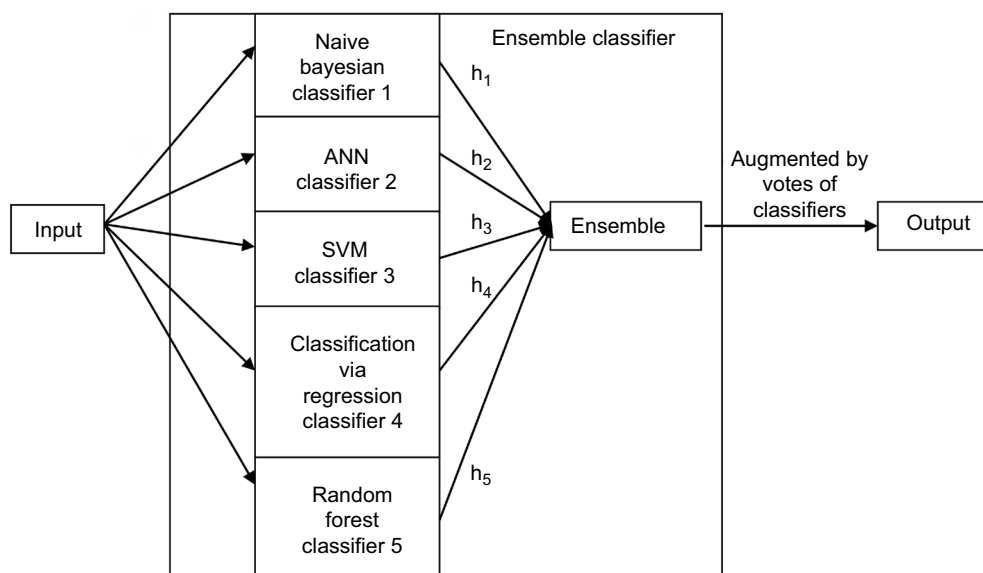 Input
Naive
bayesian
classifier 1
ANN
classifier 2
SVM
classifier 3
Classification
via
regression
classifier 4
Random
forest
classifier 5
Ensemble classifier
h1
h2
h3
h4
h5
Ensemble
Augmented by
votes of
classifiers
Output